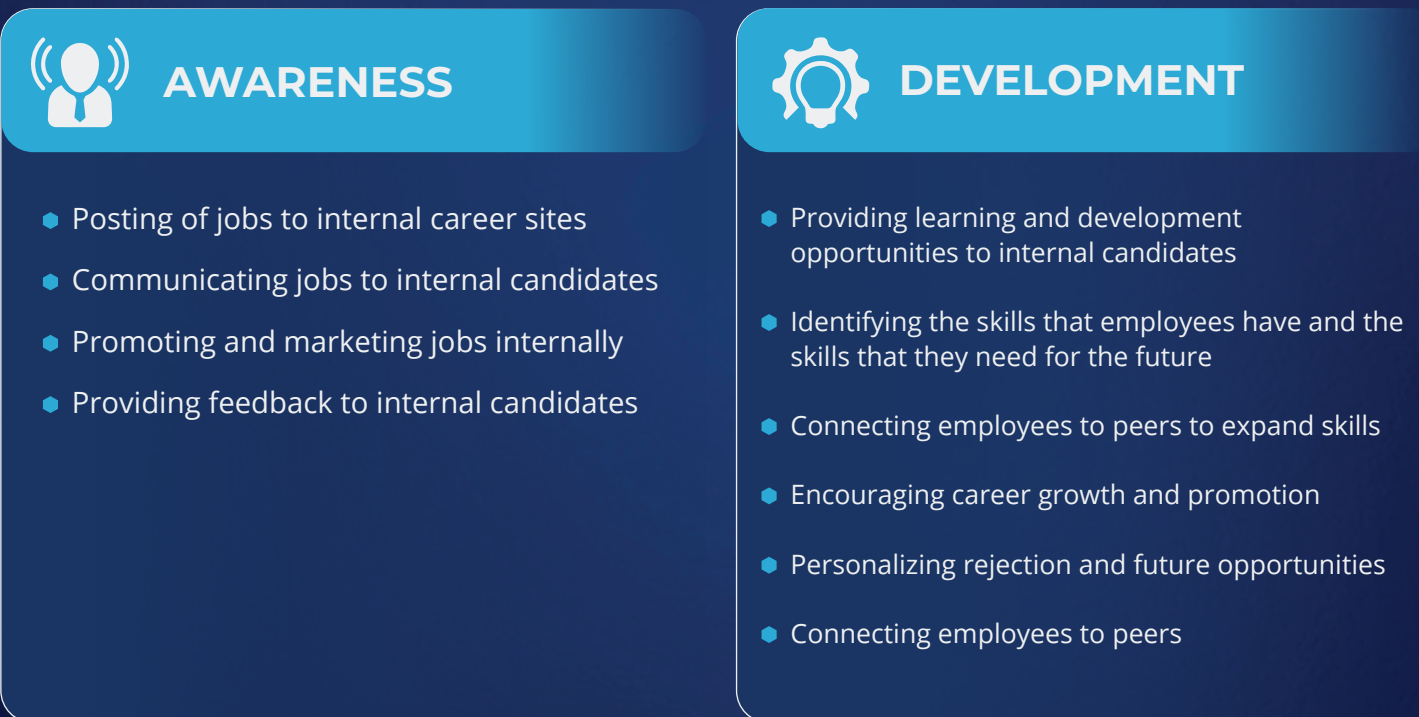 AWARENESS
Posting of jobs to internal career sites
Communicating jobs to internal candidates
Promoting and marketing jobs internally
Providing feedback to internal candidates
DEVELOPMENT
Providing learning and development
opportunities to internal candidates
Identifying the skills that employees have and the
skills that they need for the future
Connecting employees to peers to expand skills
Encouraging career growth and promotion
Personalizing rejection and future opportunities
Connecting employees to peers